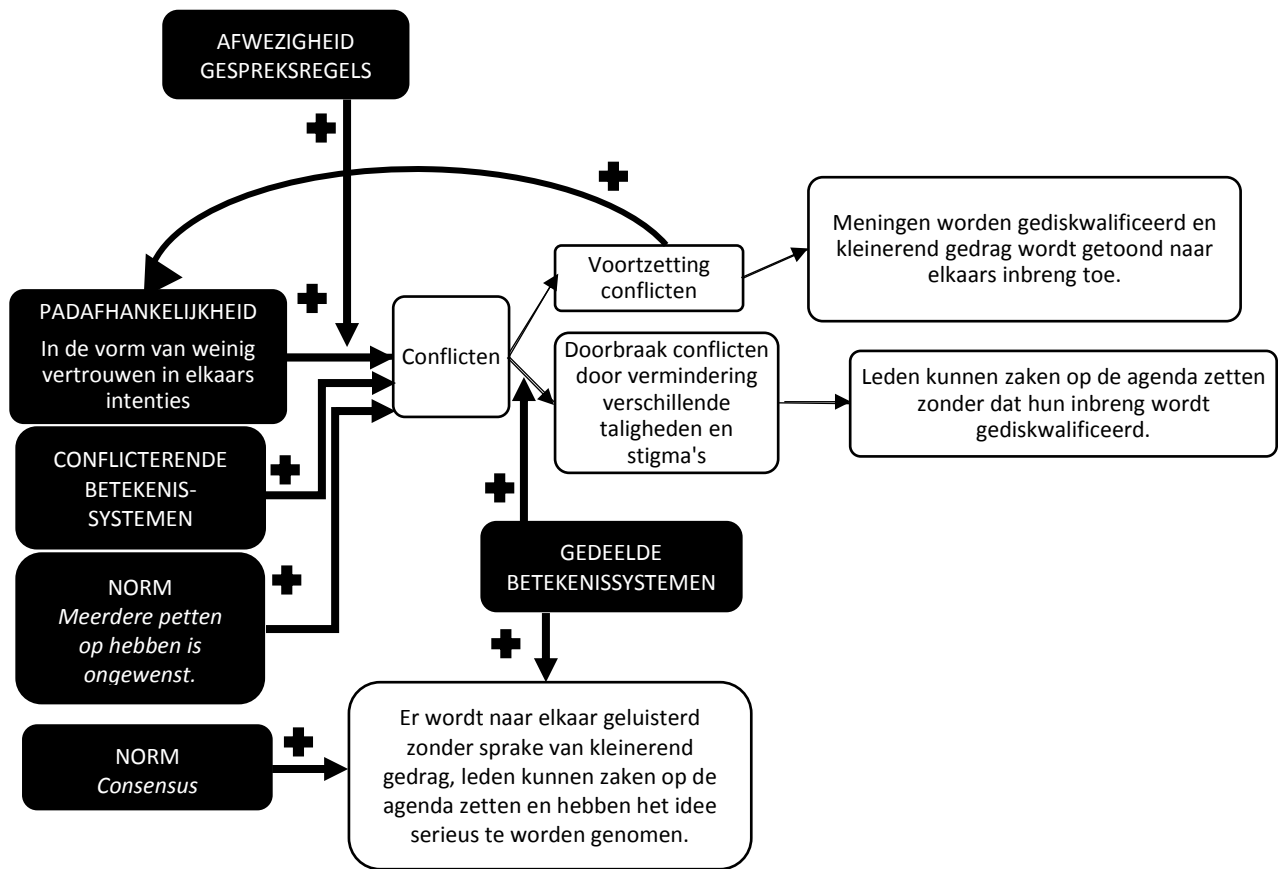 AFWEZIGHEID
GESPREKSREGELS
Meningen worden gediskwalificeerd en
kleinerend gedrag wordt getoond naar
elkaars inbreng toe.
Voortzetting
conflicten
PADAFHANKELIJKHEID
In de vorm van weinig
vertrouwen in elkaars
intenties
Conflicten
Doorbraak conflicten
door vermindering
verschillende
taligheden en
stigma's
Leden kunnen zaken op de agenda zetten
zonder dat hun inbreng wordt
gediskwalificeerd.
CONFLICTERENDE
BETEKENIS-
SYSTEMEN
GEDEELDE
BETEKENISSYSTEMEN
NORM
Meerdere petten
op hebben is
ongewenst.
NORM
Consensus
Er wordt naar elkaar geluisterd
zonder sprake van kleinerend
gedrag, leden kunnen zaken op de
agenda zetten en hebben het idee
serieus te worden genomen.